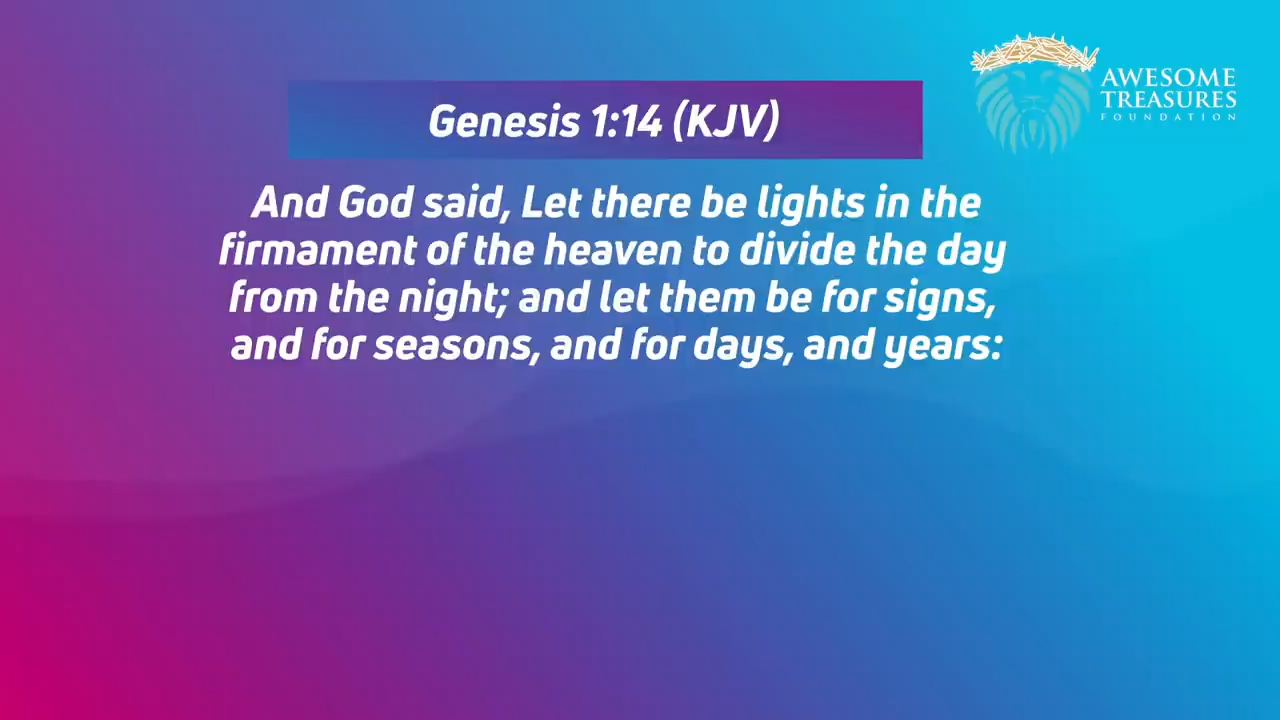 Genesis 1:14 (KJV)
AWESOME
TREASURES
FOUNDATION
And God said, Let there be lights in the
firmament of the heaven to divide the day
from the night; and let them be for signs,
and for seasons, and for days, and years: